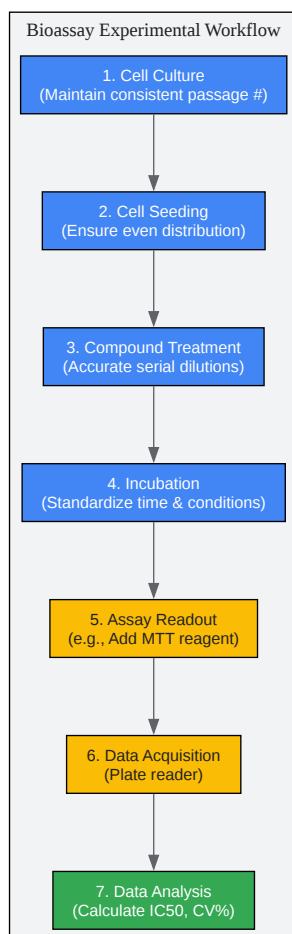 Bioassay Experimental Workflow
1. Cell Culture
(Maintain consistent passage #)
2. Cell Seeding
(Ensure even distribution)
3. Compound Treatment
(Accurate serial dilutions)
4. Incubation
(Standardize time & conditions)
5. Assay Readout
(e.g., Add MTT reagent)
6. Data Acquisition
(Plate reader)
7. Data Analysis
(Calculate IC50, CV%)